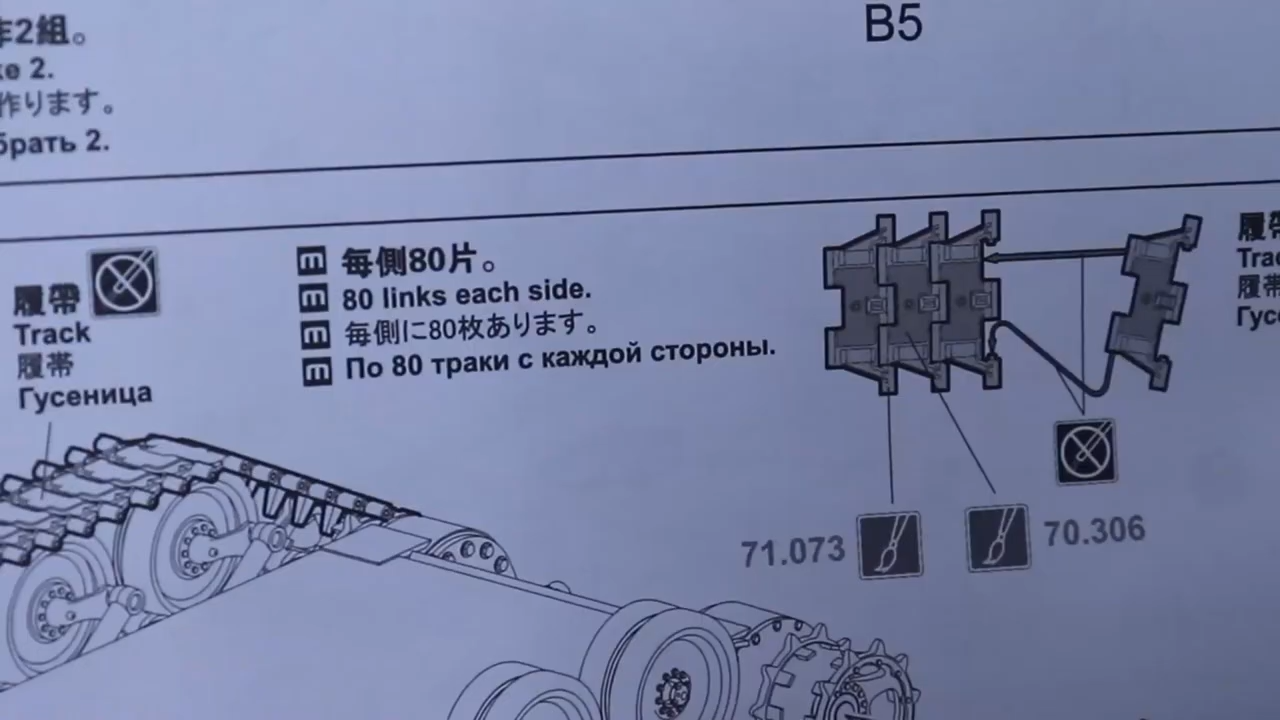 B5
作2組。
ke 2.
作ります。
брать 2.
履帶
Track
履帯
Гусеница
每側80片。
80 links each side.
毎側に80枚あります。
По 80 траки с каждой стороны.
71.073
70.306
履帶
Trac
履帯
Гусе